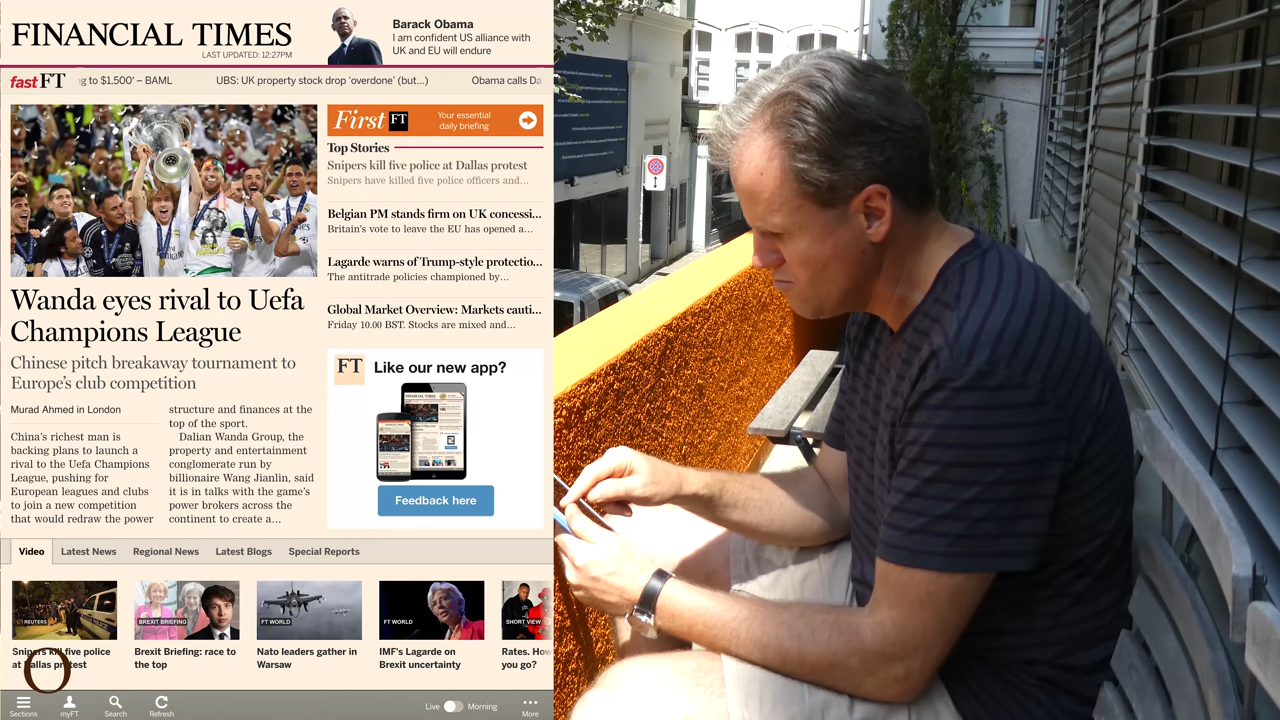 FINANCIAL TIMES
LAST UPDATED: 12:27PM
Barack Obama
I am confident US alliance with
UK and EU will endure
fastFT
g to $1,500' – BAML
UBS: UK property stock drop 'overdone' (but...)
Obama calls Da
First FT
Your essential
daily briefing
Top Stories
Snipers kill five police at Dallas protest
Snipers have killed five police officers and...
Belgian PM stands firm on UK concessi...
Britain's vote to leave the EU has opened a...
Lagarde warns of Trump-style protectio...
The antitrade policies championed by...
Global Market Overview: Markets cauti...
Friday 10.00 BST. Stocks are mixed and...
Wanda eyes rival to Uefa
Champions League
Chinese pitch breakaway tournament to
Europe's club competition
Murad Ahmed in London
China's richest man is
backing plans to launch a
rival to the Uefa Champions
League, pushing for
European leagues and clubs
to join a new competition
that would redraw the power
structure and finances at the
top of the sport.
Dalian Wanda Group, the
property and entertainment
conglomerate run by
billionaire Wang Jianlin, said
it is in talks with the game's
power brokers across the
continent to create a...
FT
Like our new app?
Feedback here
Video
Latest News
Regional News
Latest Blogs
Special Reports
REUTERS
BREXIT BRIEFING
FT WORLD
FT WORLD
SHORT VIEW
Snipers kill five police
at Dallas protest
Brexit Briefing: race to
the top
Nato leaders gather in
Warsaw
IMF's Lagarde on
Brexit uncertainty
Rates. How
you go?
O
Sections
myFT
Search
Refresh
Live
Morning
More